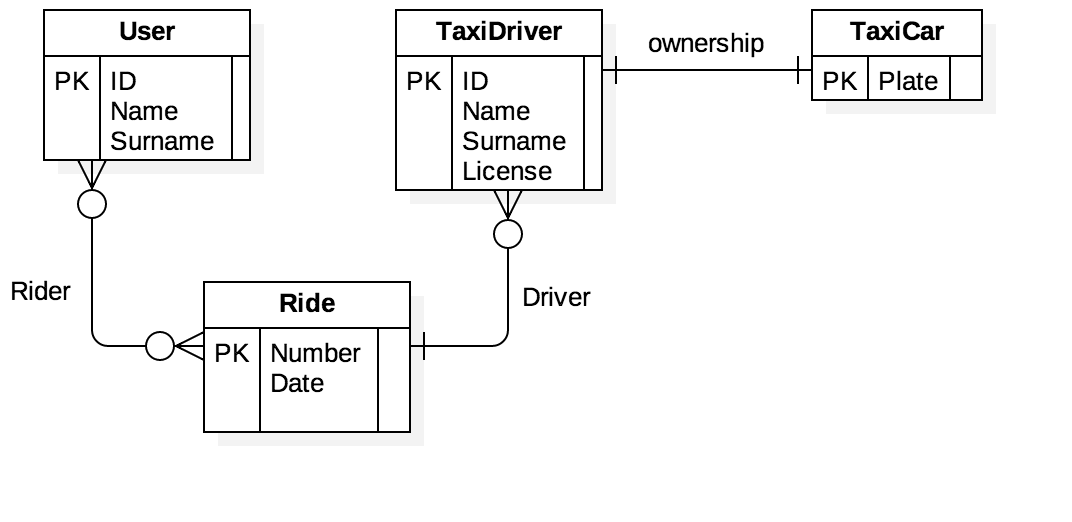 User
PK ID
Name
Surname
TaxiDriver
PK ID
Name
Surname
License
ownership
TaxiCar
PK Plate
Rider
Ride
PK Number
Date
Driver